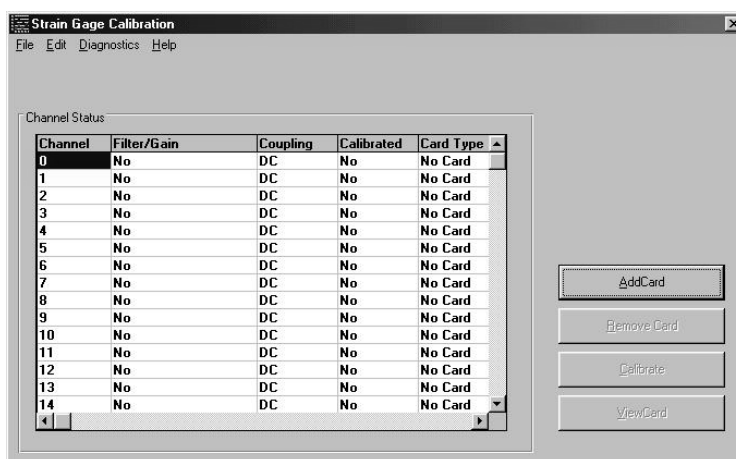 Strain Gage Calibration
File Edit Diagnostics Help
Channel Status
Channel Filter/Gain Coupling Calibrated Card Type
0 No DC No No Card
1 No DC No No Card
2 No DC No No Card
3 No DC No No Card
4 No DC No No Card
5 No DC No No Card
6 No DC No No Card
7 No DC No No Card
8 No DC No No Card
9 No DC No No Card
10 No DC No No Card
11 No DC No No Card
12 No DC No No Card
13 No DC No No Card
14 No DC No No Card
AddCard
Remove Card
Calibrate
ViewCard